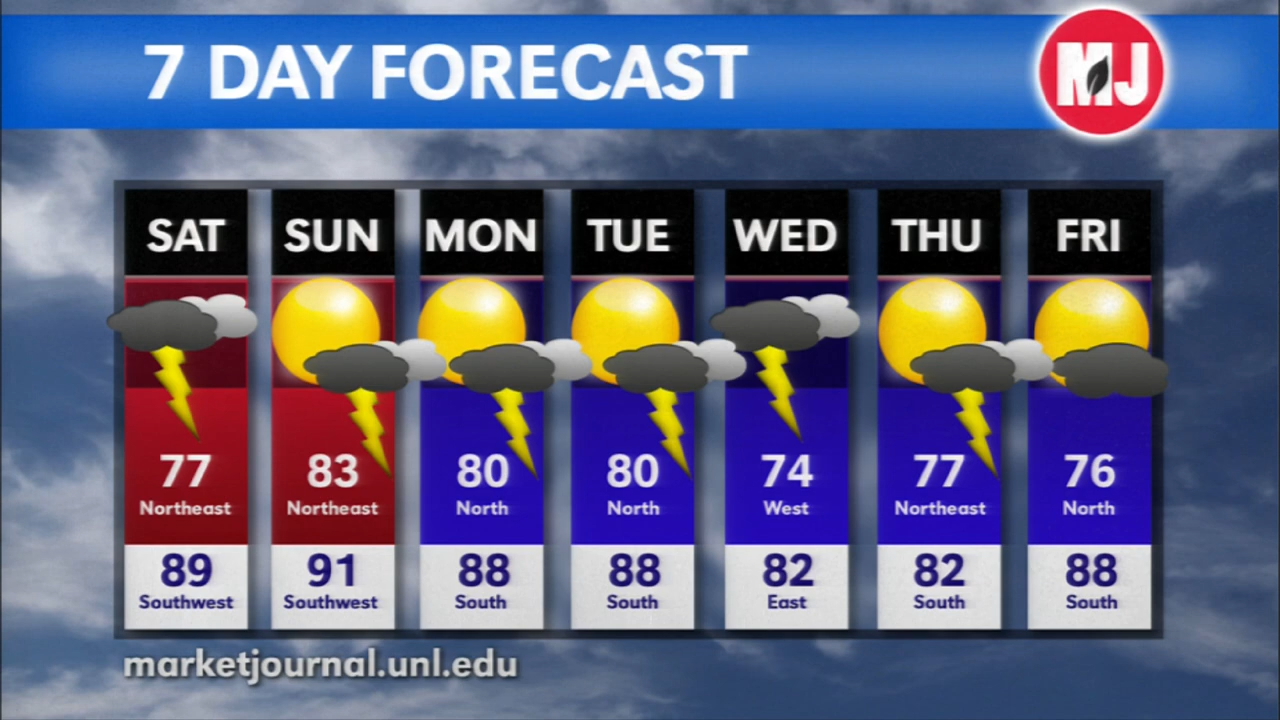 7 DAY FORECAST
MJ
SAT SUN MON TUE WED THU FRI
77 83 80 80 74 77 76
Northeast Northeast North North West Northeast North
89 91 88 88 82 82 88
Southwest Southwest South South East South South
marketjournal.unl.edu